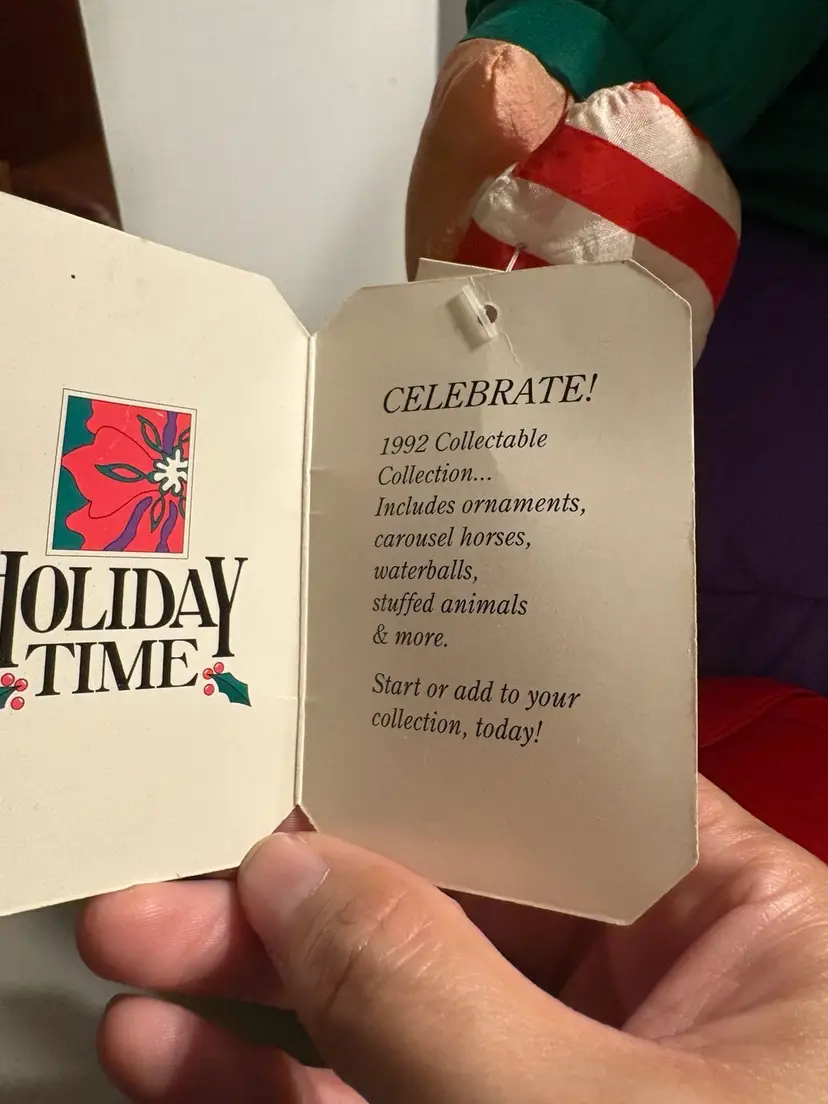 HOLIDAY
TIME
CELEBRATE!
1992 Collectable
Collection...
Includes ornaments,
carousel horses,
waterballs,
stuffed animals
& more.
Start or add to your
collection, today!